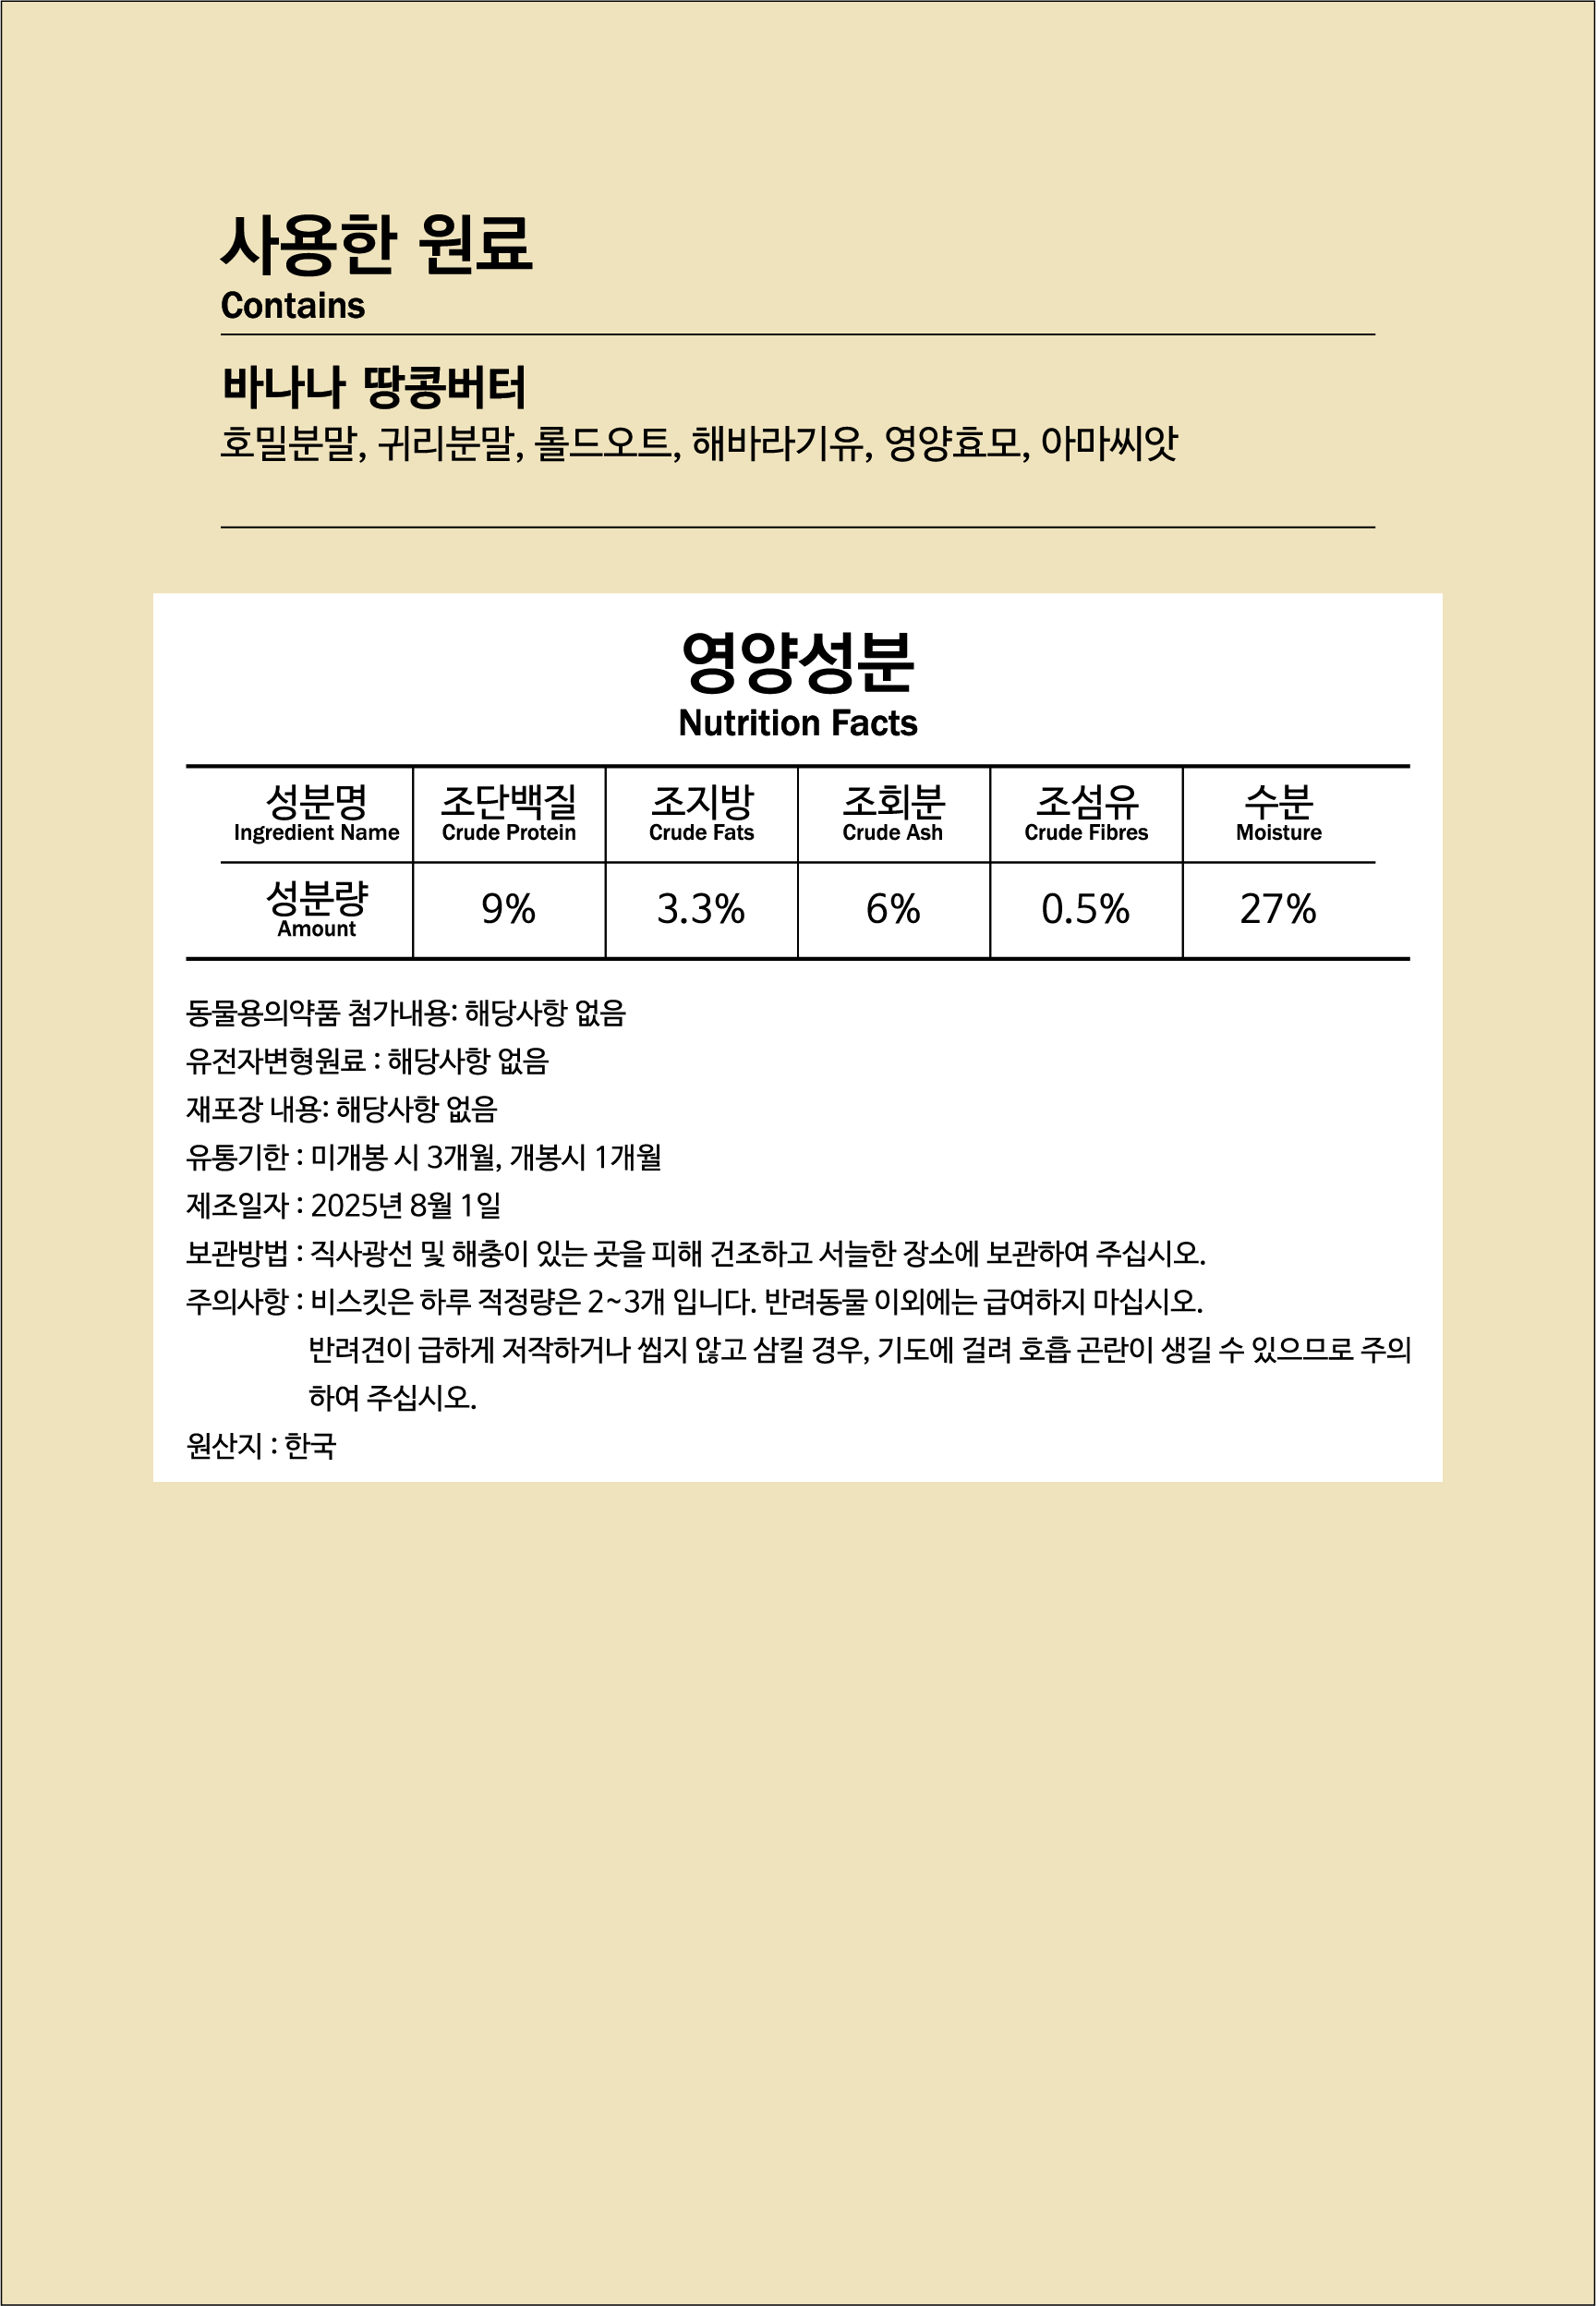 사용한 원료
Contains
바나나 땅콩버터
호밀분말, 귀리분말, 롤드오트, 해바라기유, 영양효모, 아마씨앗
영양성분
Nutrition Facts
성분명 조단백질 조지방 조회분 조섬유 수분
Ingredient Name Crude Protein Crude Fats Crude Ash Crude Fibres Moisture
성분량 9% 3.3% 6% 0.5% 27%
Amount
동물용의약품 첨가내용: 해당사항 없음
유전자변형원료 : 해당사항 없음
재포장 내용: 해당사항 없음
유통기한 : 미개봉 시 3개월, 개봉시 1개월
제조일자 : 2025년 8월 1일
보관방법 : 직사광선 및 해충이 있는 곳을 피해 건조하고 서늘한 장소에 보관하여 주십시오.
주의사항 : 비스킷은 하루 적정량은 2~3개 입니다. 반려동물 이외에는 급여하지 마십시오.
반려견이 급하게 저작하거나 씹지 않고 삼킬 경우, 기도에 걸려 호흡 곤란이 생길 수 있으므로 주의
하여 주십시오.
원산지 : 한국